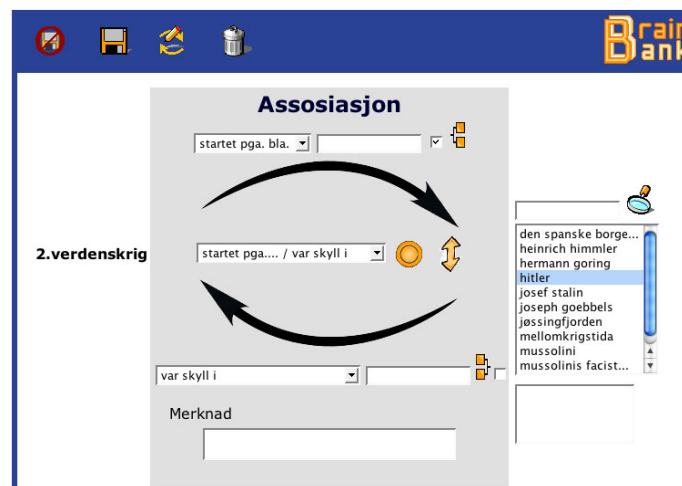 Brain
Bank
Assosiasjon
startet pga. bla.
2.verdenskrig
startet pga.... / var skyll i
den spanske borge...
heinrich himmler
hermann goring
hitler
josef stalin
joseph goebbels
jøssingfjorden
mellomkrigstida
mussolini
mussolinis facist...
var skyll i
Merknad